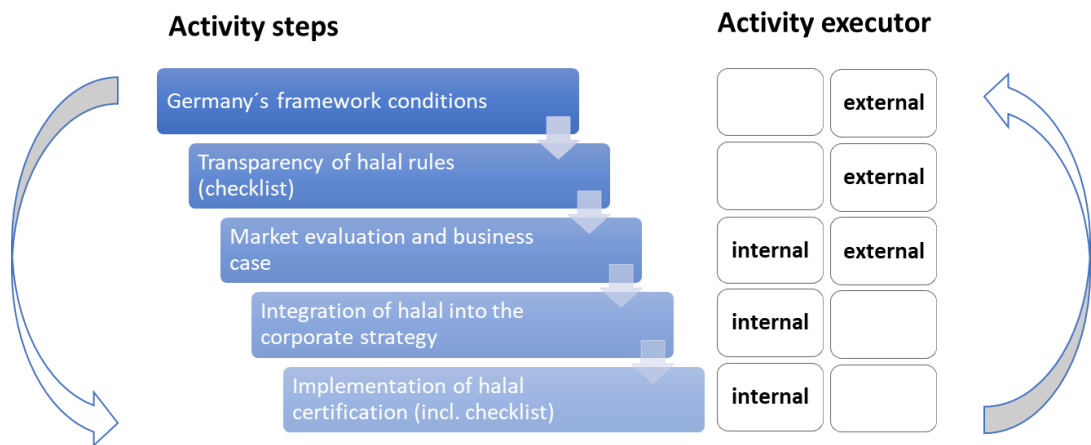 Activity steps
Activity executor
Germany´s framework conditions
external
Transparency of halal rules
(checklist)
external
Market evaluation and business
case
internal
external
Integration of halal into the
corporate strategy
internal
Implementation of halal
certification (incl. checklist)
internal